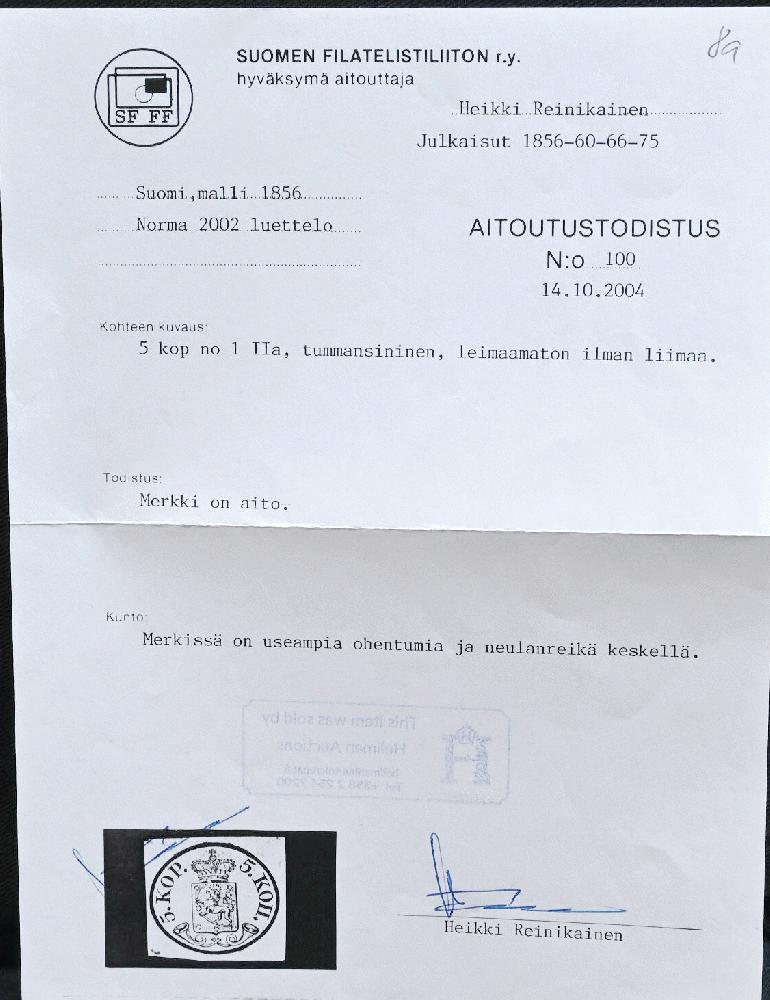 8a
SUOMEN FILATELISTILIITON r.y.
hyväksymä aitouttaja
SF FF
Heikki Reinikainen
Julkaisut 1856-60-66-75
Suomi, malli 1856
Norma 2002 luettelo
AITOUTUSTODISTUS
N:o 100
14.10.2004
Kohteen kuvaus:
5 kop no 1 IIa, tummansininen, leimaamaton ilman liimaa.
Todistus:
Merkki on aito.
Kunto:
Merkissä on useampia ohentumia ja neulanreikä keskellä.
This item was sold by
Hellman Auctions
5.KOP. 5.КОП.
Heikki Reinikainen